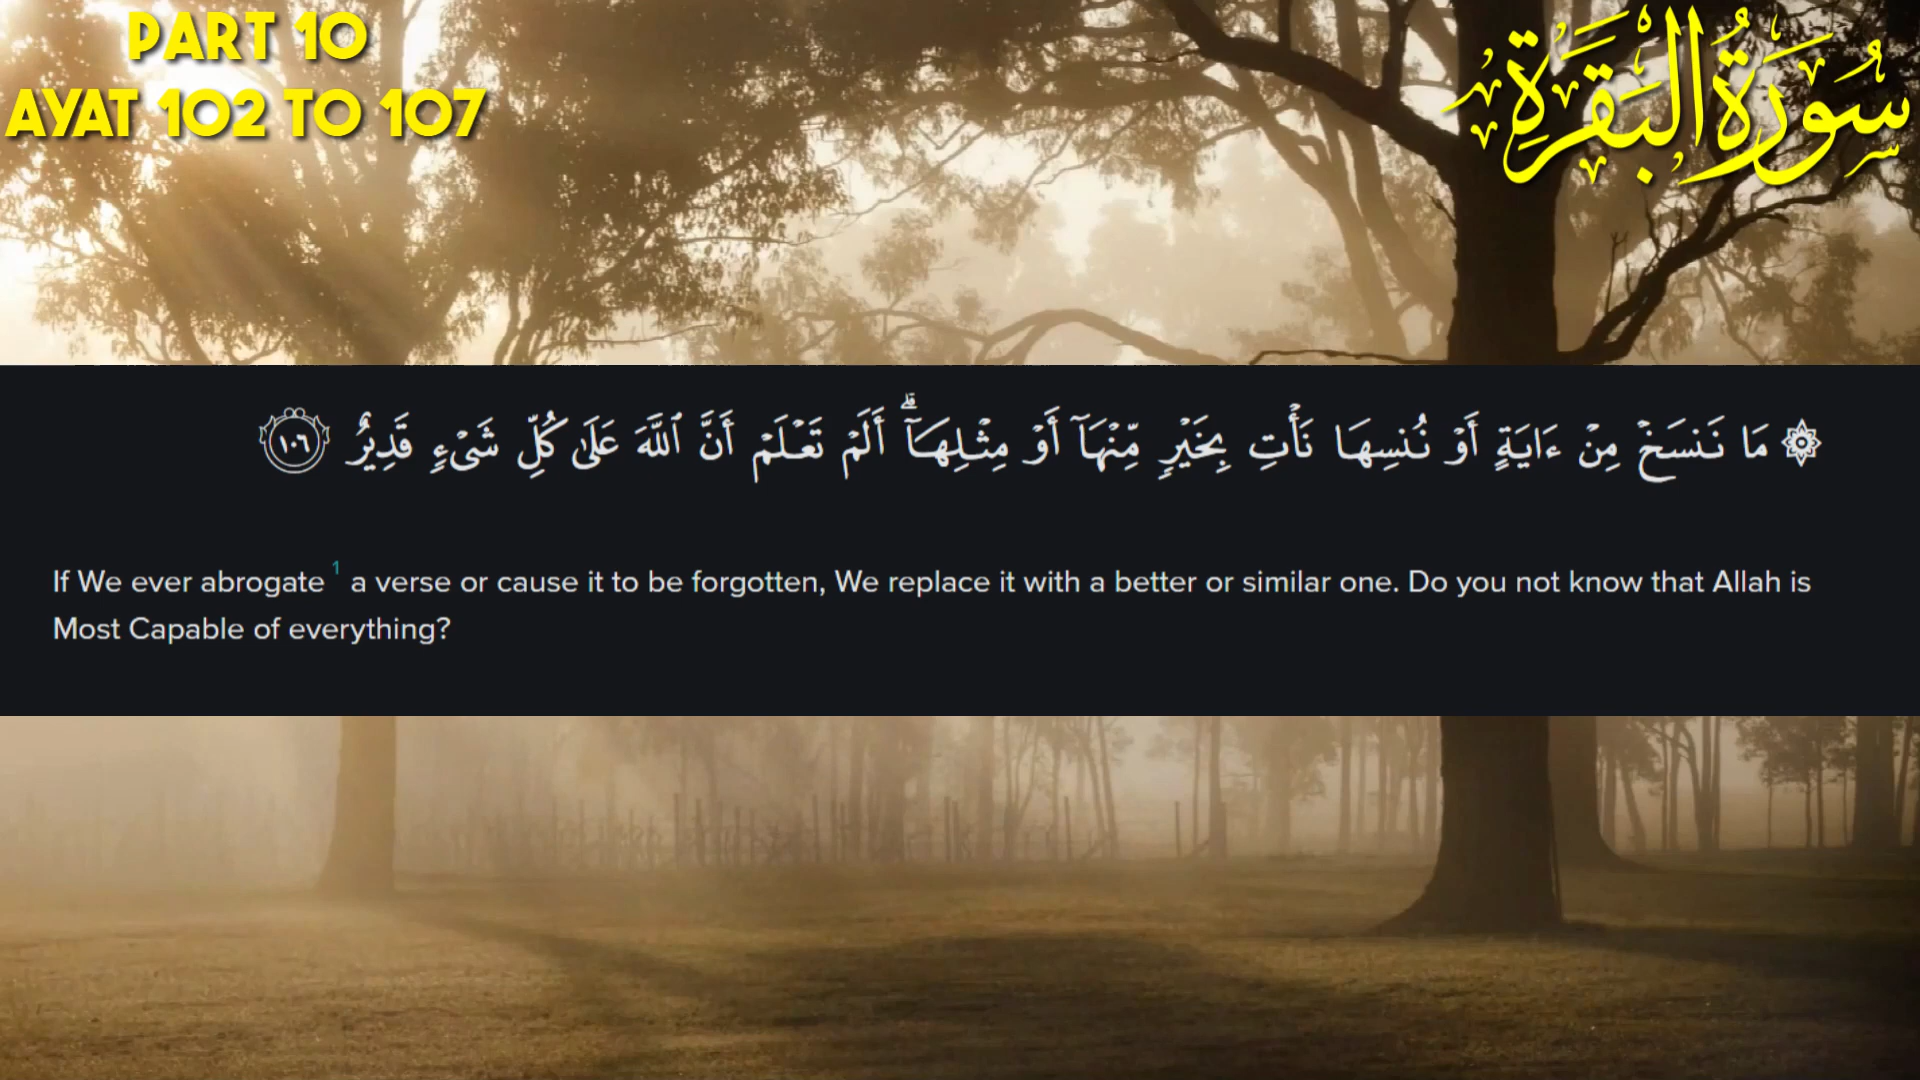 PART 10
AYAT 102 TO 107
سُورَةُ البَقَرَةِ
۞ مَا نَنسَخْ مِنْ ءَايَةٍ أَوْ نُنسِهَا نَأْتِ بِخَيْرٍ مِّنْهَآ أَوْ مِثْلِهَآ ۗ أَلَمْ تَعْلَمْ أَنَّ ٱللَّهَ عَلَىٰ كُلِّ شَىْءٍ قَدِيرٌ ١٠٦
If We ever abrogate 1 a verse or cause it to be forgotten, We replace it with a better or similar one. Do you not know that Allah is
Most Capable of everything?